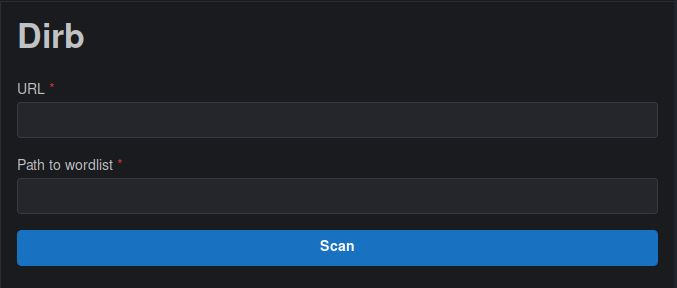 Dirb
URL *
Path to wordlist *
Scan